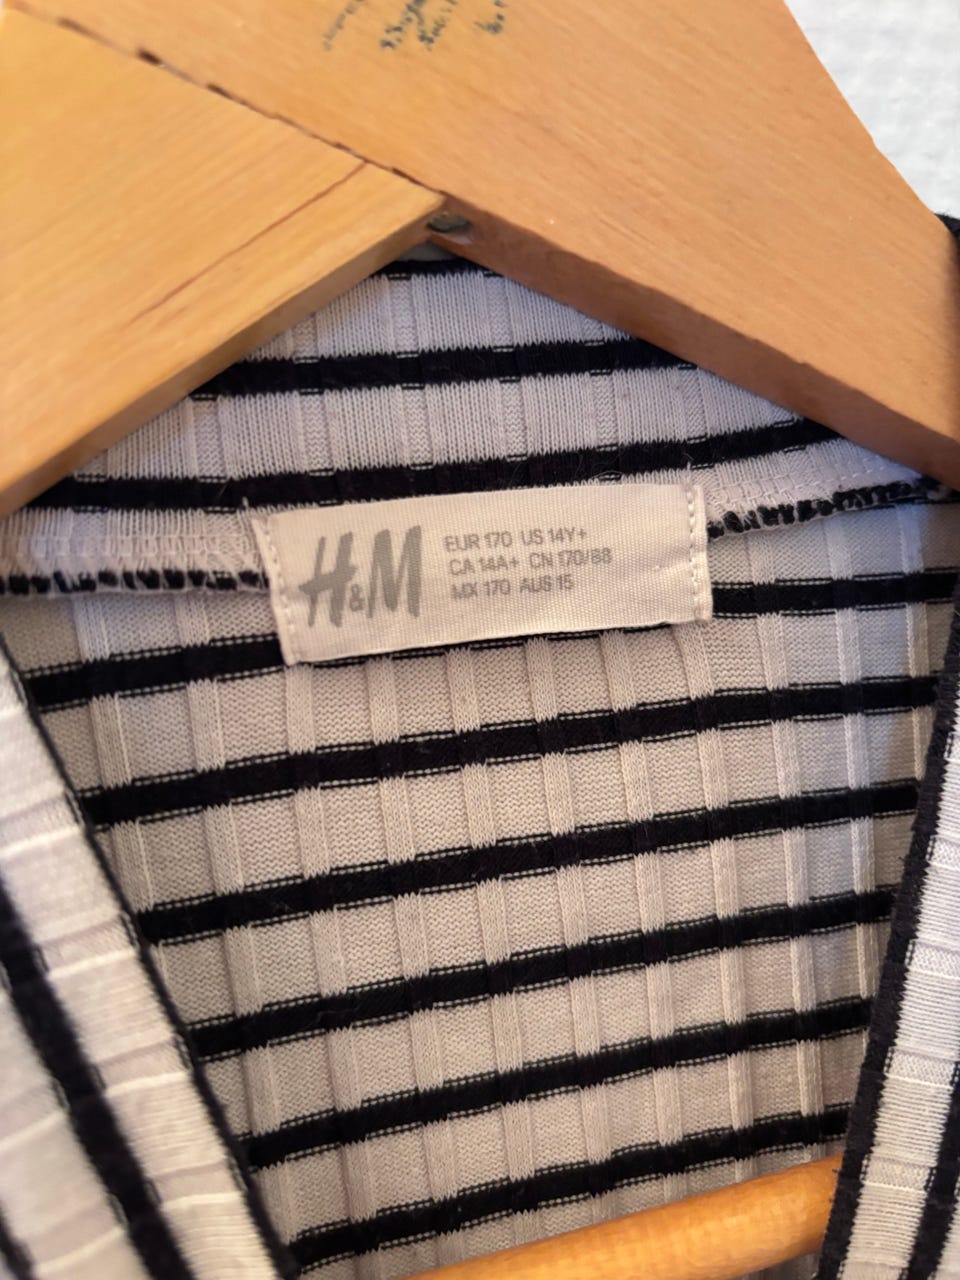 H&M
EUR 170 US 14Y+
CA 14A+ CN 170/88
MX 170 AUS 15